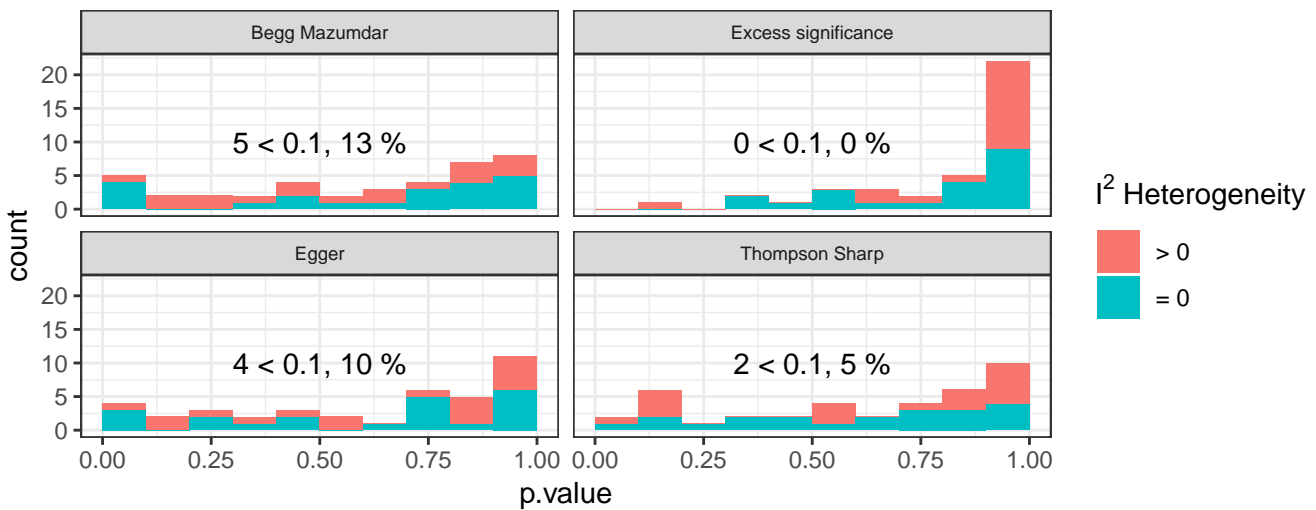 Begg Mazumdar
Excess significance
20
15
10
5
0
5 < 0.1, 13 %
0 < 0.1, 0 %
Egger
Thompson Sharp
20
15
10
5
0
4 < 0.1, 10 %
2 < 0.1, 5 %
0.00 0.25 0.50 0.75 1.00
0.00 0.25 0.50 0.75 1.00
p.value
count
I² Heterogeneity
> 0
= 0